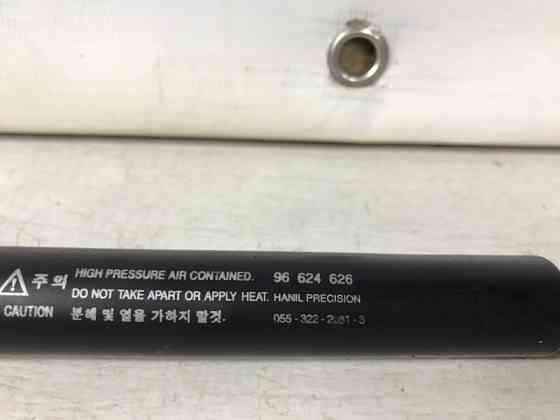 주의 HIGH PRESSURE AIR CONTAINED. 96 624 626
DO NOT TAKE APART OR APPLY HEAT. HANIL PRECISION
CAUTION 분해 및 열을 가하지 말것.